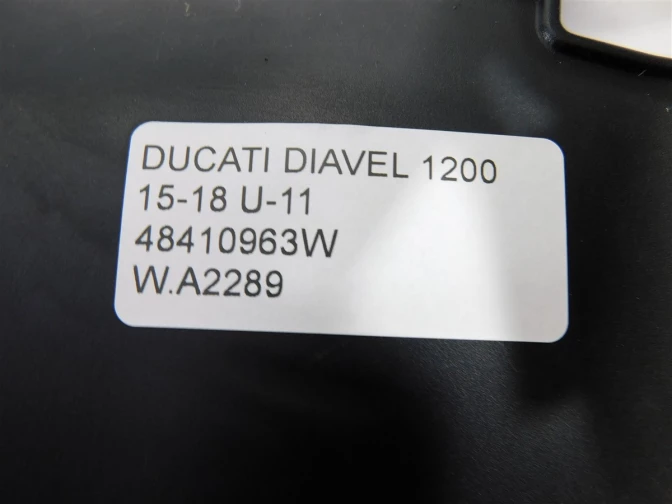 DUCATI DIAVEL 1200
15-18 U-11
48410963W
W.A2289